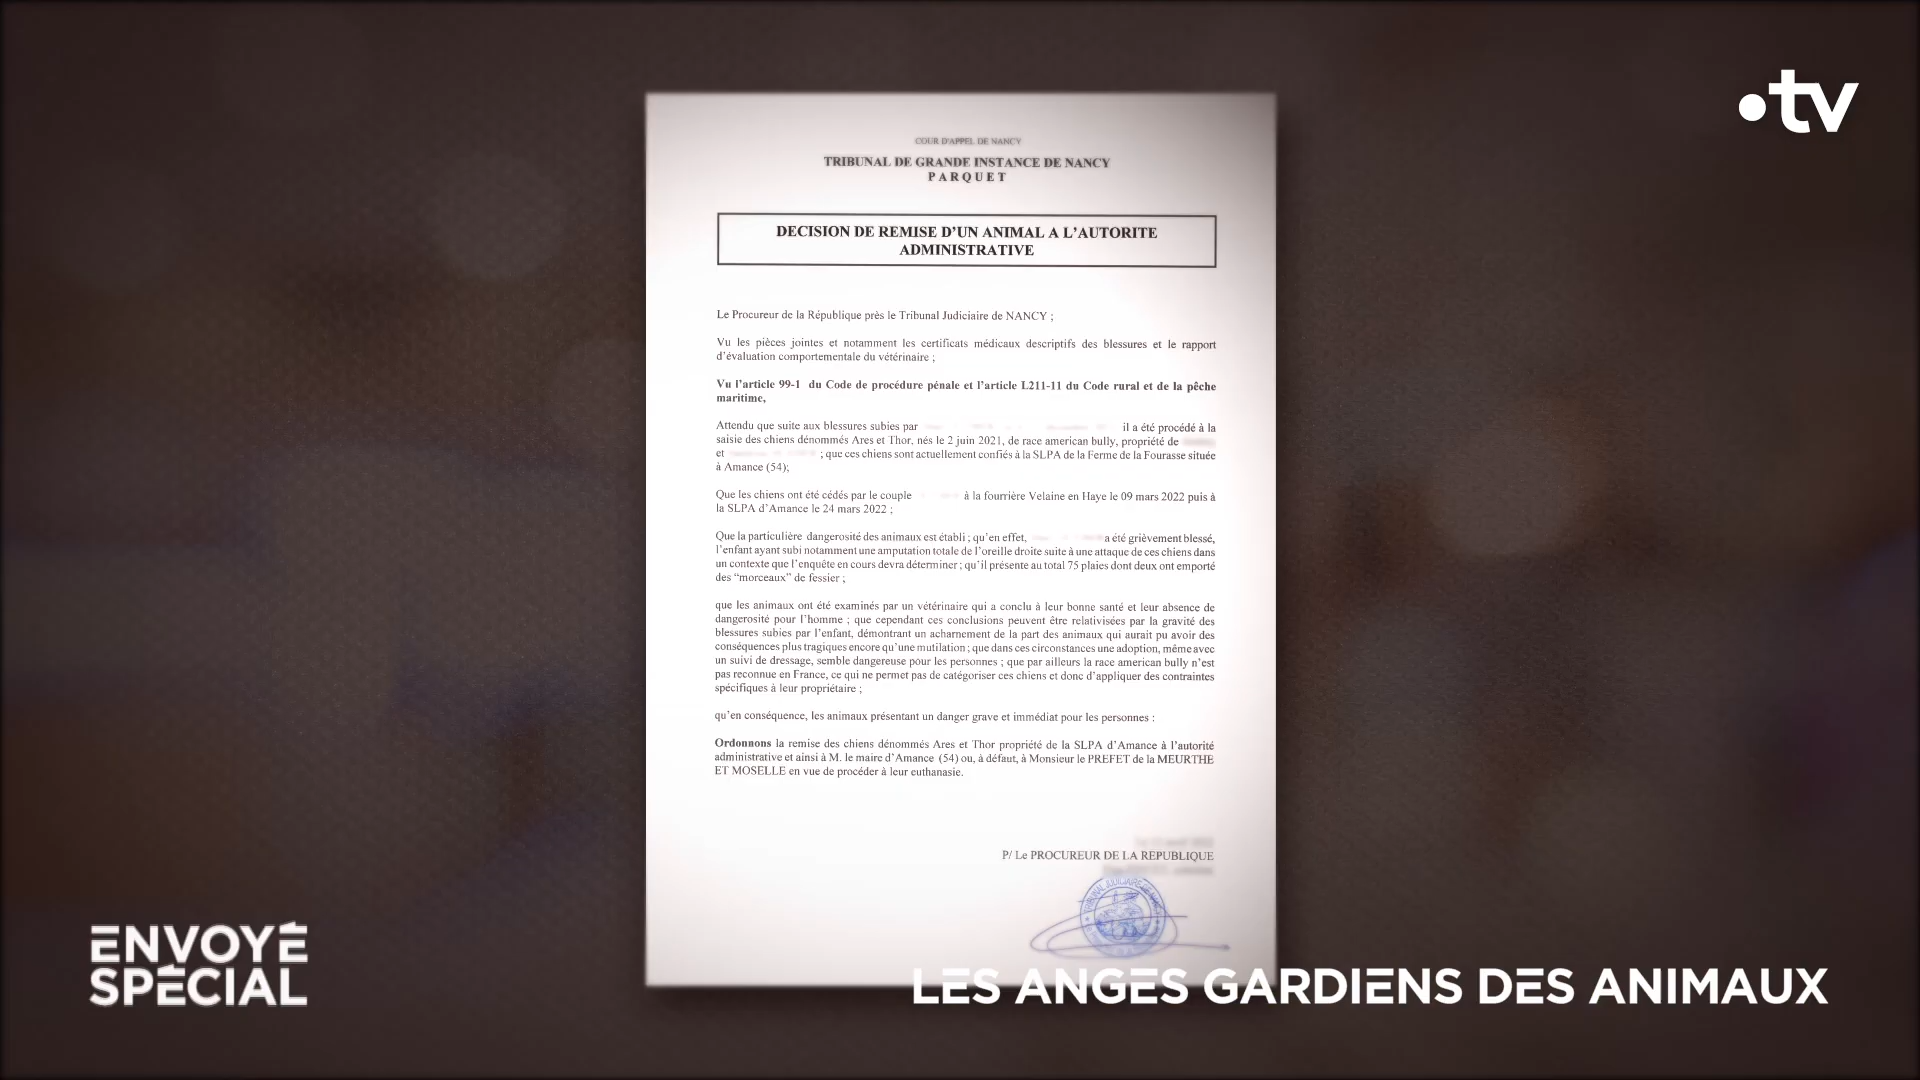 .tv
COUR D'APPEL DE NANCY
TRIBUNAL DE GRANDE INSTANCE DE NANCY
PARQUET
DECISION DE REMISE D'UN ANIMAL A L'AUTORITE
ADMINISTRATIVE
Le Procureur de la République près le Tribunal Judiciaire de NANCY ;
Vu les pièces jointes et notamment les certificats médicaux descriptifs des blessures et le rapport
d'évaluation comportementale du vétérinaire ;
Vu l'article 99-1 du Code de procédure pénale et l'article L211-11 du Code rural et de la pêche
maritime,
Attendu que suite aux blessures subies par il a été procédé à la
saisie des chiens dénommés Ares et Thor, nés le 2 juin 2021, de race american bully, propriété de
et ; que ces chiens sont actuellement confiés à la SLPA de la Ferme de la Fourasse située
à Amance (54);
Que les chiens ont été cédés par le couple à la fourrière Velaine en Haye le 09 mars 2022 puis à
la SLPA d'Amance le 24 mars 2022 ;
Que la particulière dangerosité des animaux est établi ; qu'en effet, a été grièvement blessé,
l'enfant ayant subi notamment une amputation totale de l'oreille droite suite à une attaque de ces chiens dans
un contexte que l'enquête en cours devra déterminer ; qu'il présente au total 75 plaies dont deux ont emporté
des "morceaux" de fessier ;
que les animaux ont été examinés par un vétérinaire qui a conclu à leur bonne santé et leur absence de
dangerosité pour l'homme ; que cependant ces conclusions peuvent être relativisées par la gravité des
blessures subies par l'enfant, démontrant un acharnement de la part des animaux qui aurait pu avoir des
conséquences plus tragiques encore qu'une mutilation ; que dans ces circonstances une adoption, même avec
un suivi de dressage, semble dangereuse pour les personnes ; que par ailleurs la race american bully n'est
pas reconnue en France, ce qui ne permet pas de catégoriser ces chiens et donc d'appliquer des contraintes
spécifiques à leur propriétaire ;
qu'en conséquence, les animaux présentant un danger grave et immédiat pour les personnes :
Ordonnons la remise des chiens dénommés Ares et Thor propriété de la SLPA d'Amance à l'autorité
administrative et ainsi à M. le maire d'Amance (54) ou, à défaut, à Monsieur le PREFET de la MEURTHE
ET MOSELLE en vue de procéder à leur euthanasie.
P/ Le PROCUREUR DE LA REPUBLIQUE
ENVOYÉ
SPÉCIAL
LES ANGES GARDIENS DES ANIMAUX